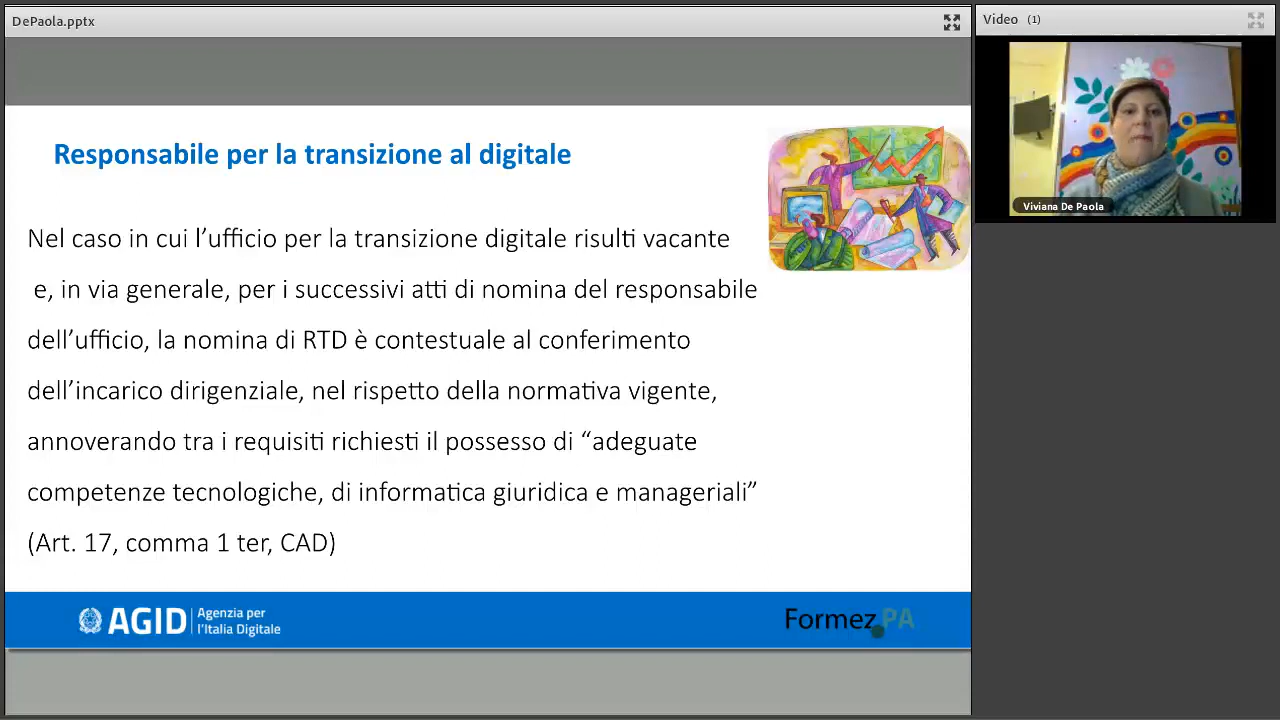 DePaola.pptx
Video (1)
Viviana De Paola
Responsabile per la transizione al digitale
Nel caso in cui l’ufficio per la transizione digitale risulti vacante
e, in via generale, per i successivi atti di nomina del responsabile
dell’ufficio, la nomina di RTD è contestuale al conferimento
dell’incarico dirigenziale, nel rispetto della normativa vigente,
annoverando tra i requisiti richiesti il possesso di “adeguate
competenze tecnologiche, di informatica giuridica e manageriali”
(Art. 17, comma 1 ter, CAD)
AGID
Agenzia per
l’Italia Digitale
Formez PA